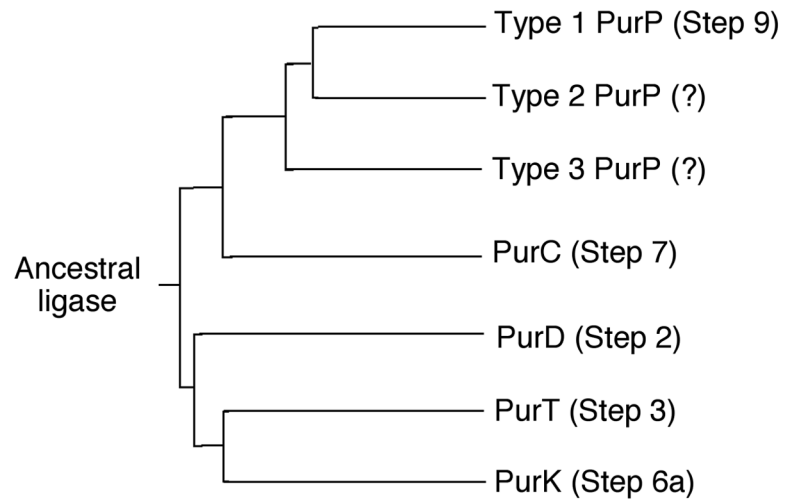 Type 1 PurP (Step 9)
Type 2 PurP (?)
Type 3 PurP (?)
PurC (Step 7)
Ancestral
ligase
PurD (Step 2)
PurT (Step 3)
PurK (Step 6a)